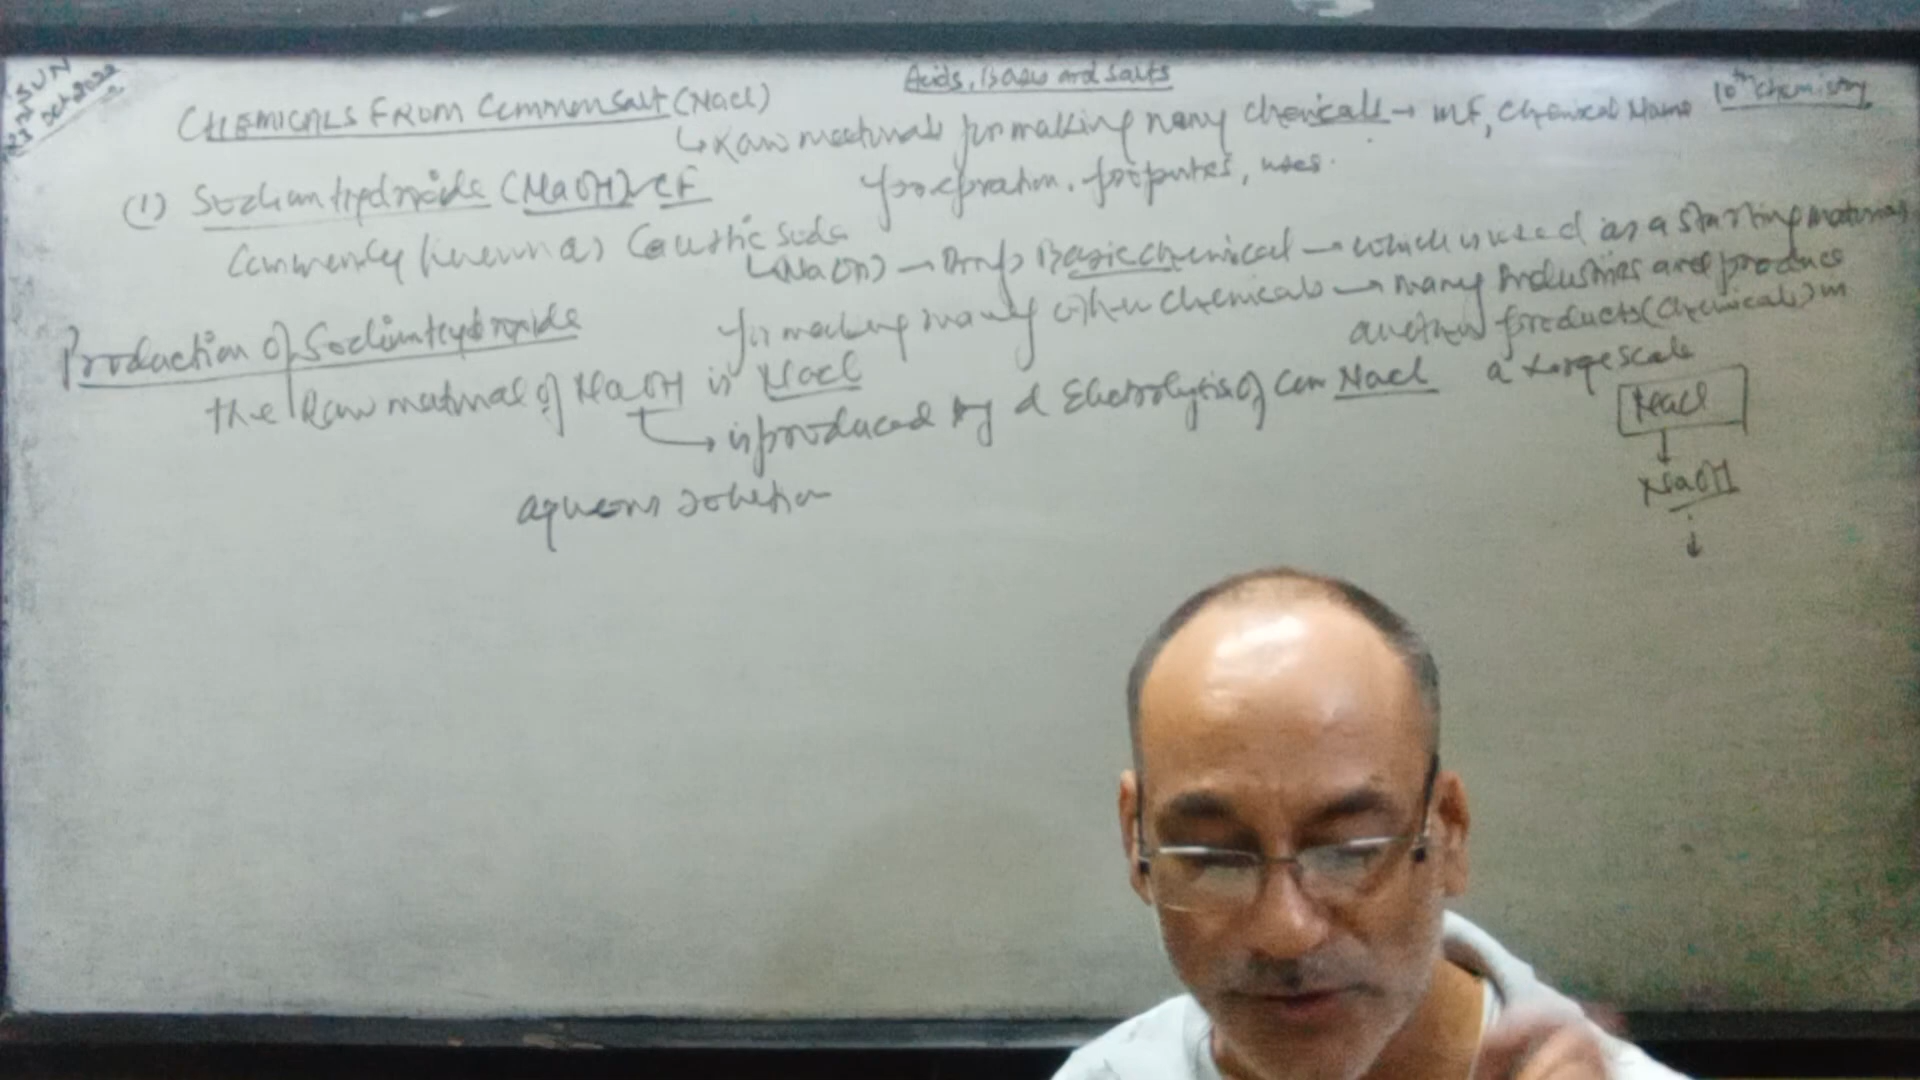 SUN
23rd Oct 2022
Acids, Bases and Salts
10th Chemistry
CHEMICALS FROM Common Salt (NaCl)
↳ Raw materials for making many chemicals → MF, Chemical Name
preparation, properties, uses.
(1) Sodium Hydroxide (NaOH) CF
Commonly known as Caustic Soda
↳ (NaOH) → Imp Basic chemical → which is used as a starting material
for making many other chemicals → many Industries and produce
another products (chemicals) in
a Large scale
Production of Sodium Hydroxide
the Raw material of NaOH is NaCl
↳ is produced by d Electrolysis of Con NaCl
NaCl
↓
NaOH
↓
aqueous solution